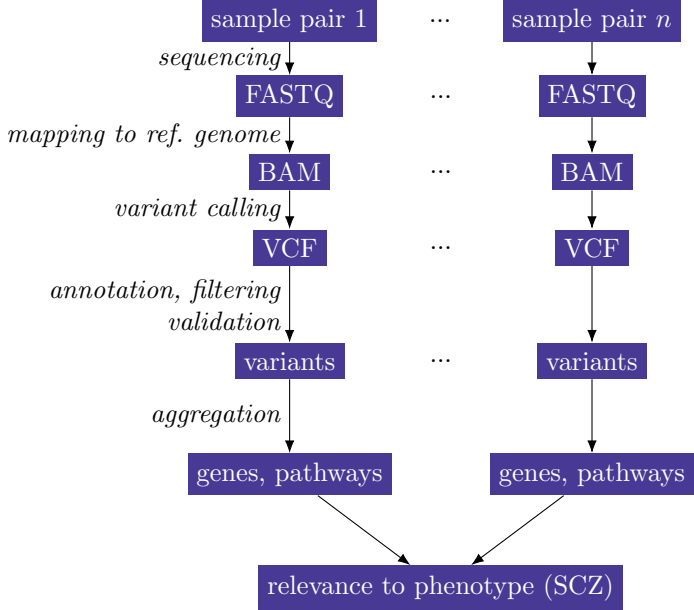 sample pair 1 ... sample pair n
sequencing
FASTQ ... FASTQ
mapping to ref. genome
BAM ... BAM
variant calling
VCF ... VCF
annotation, filtering
validation
variants ... variants
aggregation
genes, pathways genes, pathways
relevance to phenotype (SCZ)